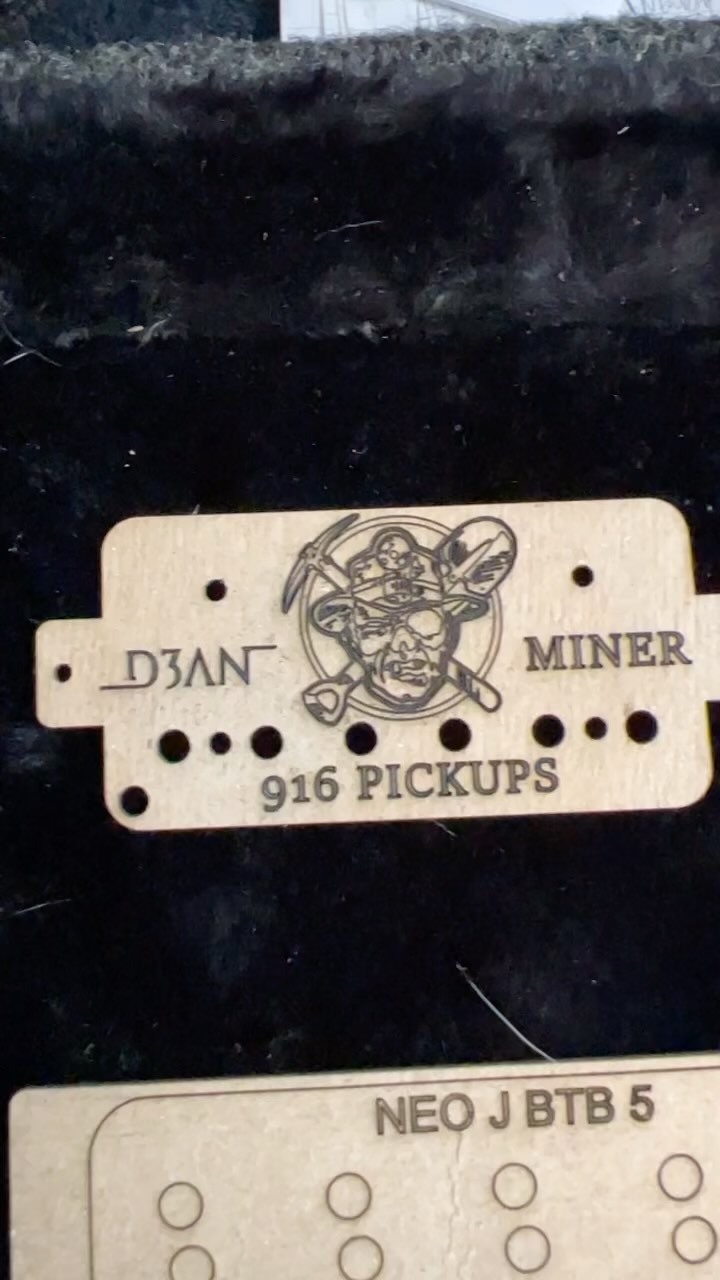 D3AN
MINER
916 PICKUPS
NEO J BTB 5